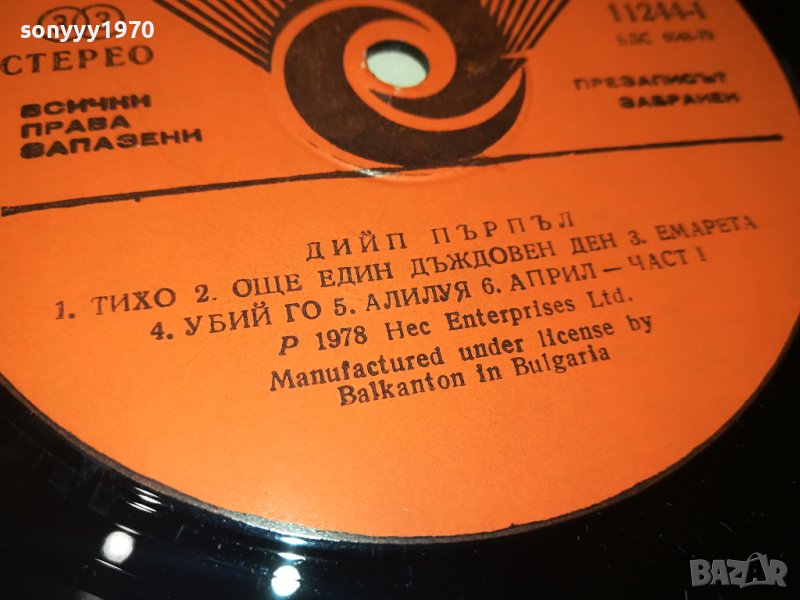 sonyyy1970
33
СТЕРЕО
ВСИЧКИ
ПРАВА
ЗАПАЗЕНИ
11244-I
БДС
ПРЕЗАПИСЪТ
ЗАБРАНЕН
ДИЙП ПЪРПЪЛ
1. ТИХО 2. ОЩЕ ЕДИН ДЪЖДОВЕН ДЕН 3. ЕМАРЕТА
4. УБИЙ ГО 5. АЛИЛУЯ 6. АПРИЛ — ЧАСТ I
P 1978 Hec Enterprises Ltd.
Manufactured under license by
Balkanton in Bulgaria
BAZAR